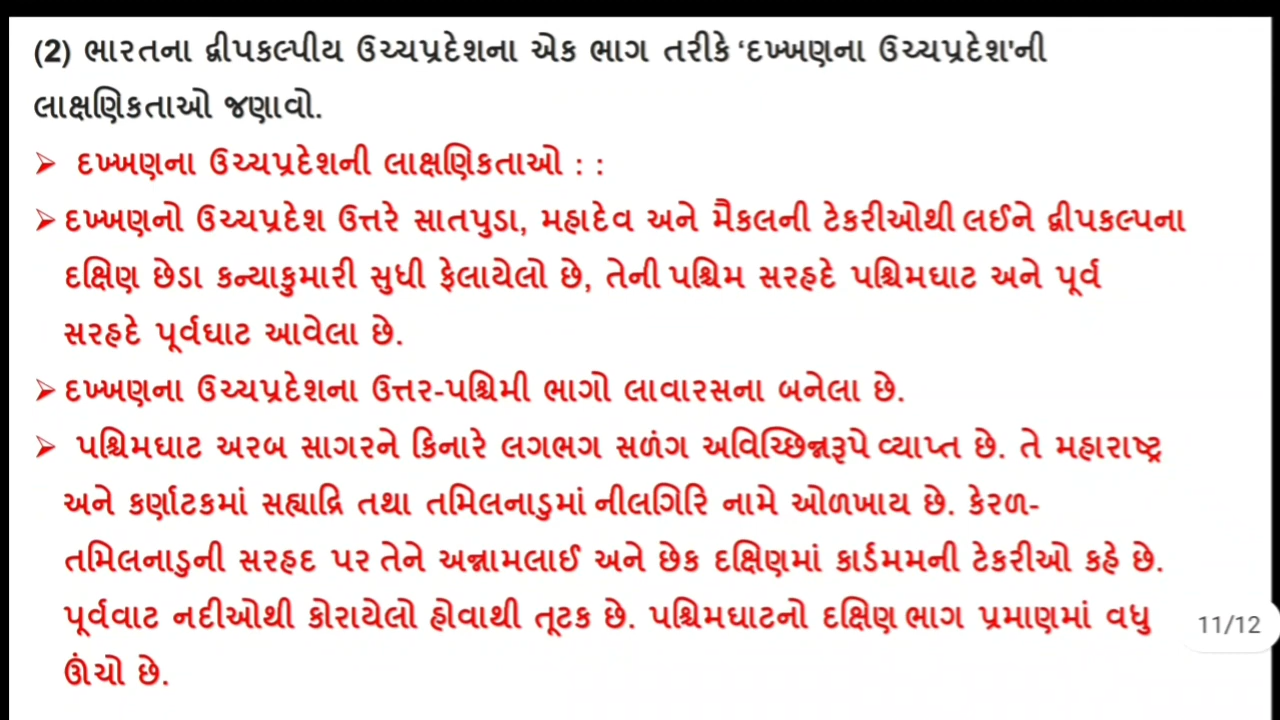 (2) ભારતના દ્વીપકલ્પીય ઉચ્ચપ્રદેશના એક ભાગ તરીકે ‘દખ્ખણના ઉચ્ચપ્રદેશ'ની
લાક્ષણિકતાઓ જણાવો.
➢ દખ્ખણના ઉચ્ચપ્રદેશની લાક્ષણિકતાઓ : :
➢ દખ્ખણનો ઉચ્ચપ્રદેશ ઉત્તરે સાતપુડા, મહાદેવ અને મૈકલની ટેકરીઓથી લઈને દ્વીપકલ્પના
દક્ષિણ છેડા કન્યાકુમારી સુધી ફેલાયેલો છે, તેની પશ્ચિમ સરહદે પશ્ચિમઘાટ અને પૂર્વ
સરહદે પૂર્વઘાટ આવેલા છે.
➢ દખ્ખણના ઉચ્ચપ્રદેશના ઉત્તર-પશ્ચિમી ભાગો લાવારસના બનેલા છે.
➢ પશ્ચિમઘાટ અરબ સાગરને કિનારે લગભગ સળંગ અવિચ્છિન્નરૂપે વ્યાપ્ત છે. તે મહારાષ્ટ્ર
અને કર્ણાટકમાં સહ્યાદ્રિ તથા તમિલનાડુમાં નીલગિરિ નામે ઓળખાય છે. કેરળ-
તમિલનાડુની સરહદ પર તેને અન્નામલાઈ અને છેક દક્ષિણમાં કાર્ડમમની ટેકરીઓ કહે છે.
પૂર્વવાટ નદીઓથી કોરાયેલો હોવાથી તૂટક છે. પશ્ચિમઘાટનો દક્ષિણ ભાગ પ્રમાણમાં વધુ
11/12
ઊંચો છે.